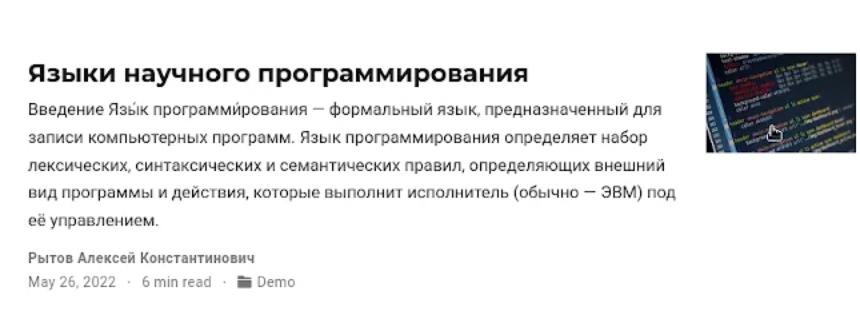 Языки научного программирования
Введение Язы́к программи́рования — формальный язык, предназначенный для
записи компьютерных программ. Язык программирования определяет набор
лексических, синтаксических и семантических правил, определяющих внешний
вид программы и действия, которые выполнит исполнитель (обычно — ЭВМ) под
её управлением.
Рытов Алексей Константинович
May 26, 2022 · 6 min read · Demo